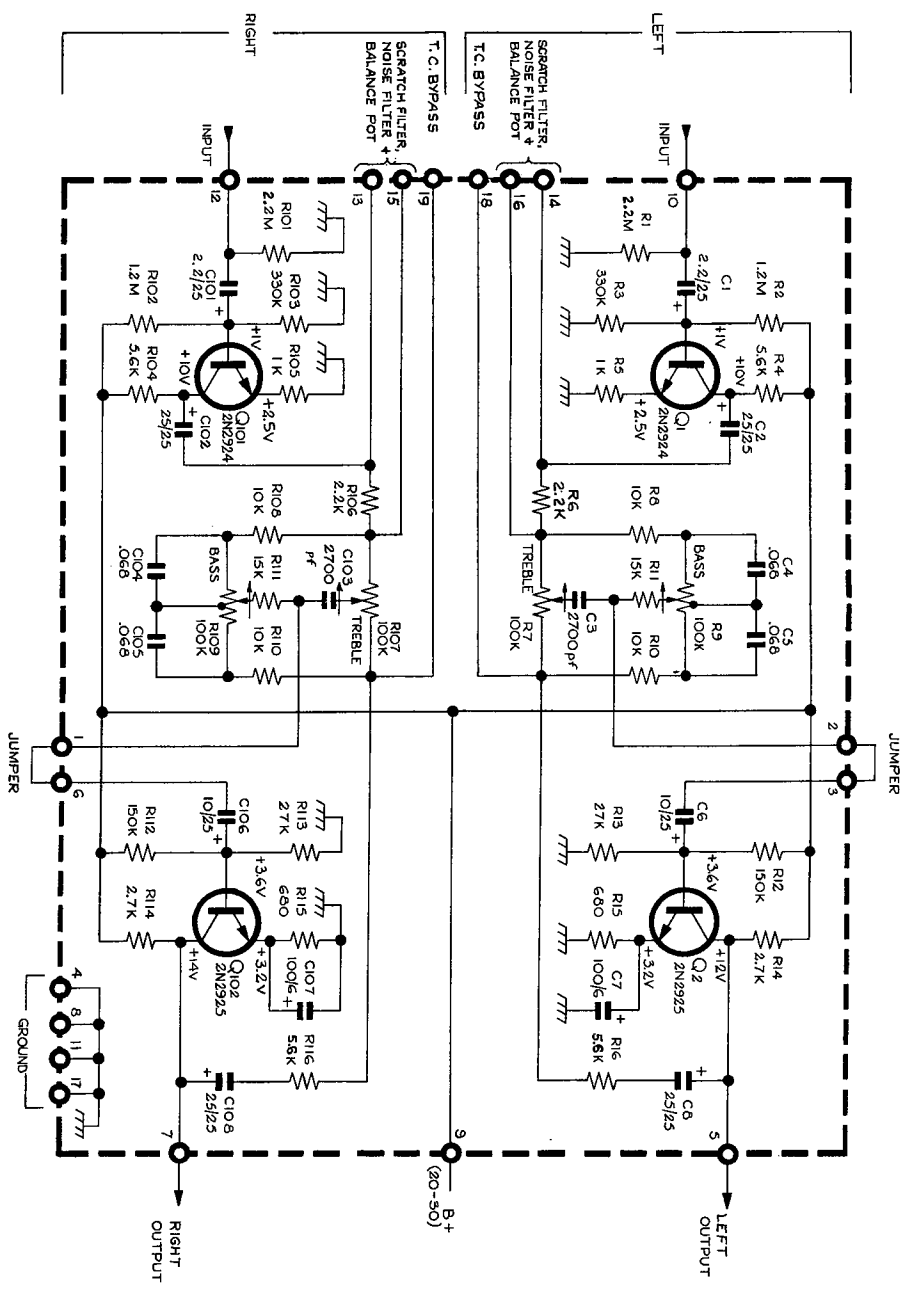 LEFT
RIGHT
SCRATCH FILTER,
NOISE FILTER +
BALANCE POT
T.C. BYPASS
T.C. BYPASS
SCRATCH FILTER,
NOISE FILTER +
BALANCE POT
INPUT
10
R1
2.2M
C1
2.2/25
+
R2
1.2M
R3
330K
+1V
R4
5.6K
+10V
R5
1K
+2.5V
Q1
2N2924
+
C2
25/25
14
16
18
R6
2.2K
R8
10K
BASS
C4
.068
TREBLE
R11
15K
C3
2700pf
R7
100K
R9
100K
R10
10K
C5
.068
2
3
JUMPER
C6
10/25
+
R13
27K
+3.6V
R12
150K
R15
680
+3.2V
Q2
2N2925
+12V
R14
2.7K
C7
100/6
+
R16
5.6K
C8
25/25
+
5
LEFT
OUTPUT
9
B+
(20-30)
INPUT
12
19
15
13
R101
2.2M
C101
2.2/25
+
R102
1.2M
R103
330K
+1V
R104
5.6K
+10V
R105
1K
+2.5V
Q101
2N2924
+
C102
25/25
R106
2.2K
R108
10K
BASS
C104
.068
C103
2700
pf
R111
15K
R107
100K
TREBLE
R109
100K
R110
10K
C105
.068
1
6
JUMPER
C106
10/25
+
R113
27K
+3.6V
R112
150K
R115
680
+3.2V
Q102
2N2925
+14V
R114
2.7K
C107
100/6
+
R116
5.6K
C108
25/25
+
7
RIGHT
OUTPUT
4
8
11
17
GROUND